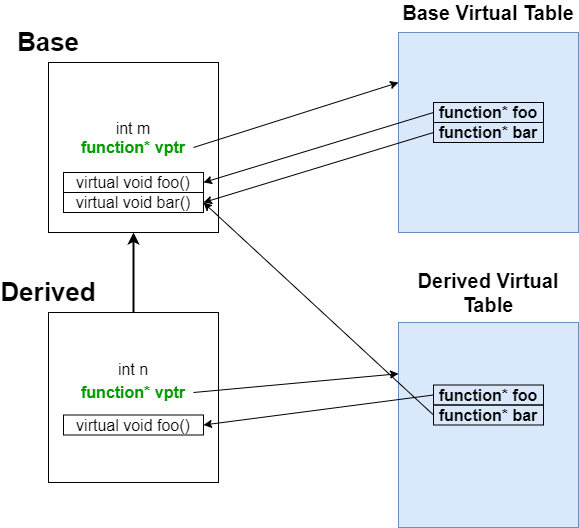 Base Virtual Table
Base
int m
function* vptr
virtual void foo()
virtual void bar()
function* foo
function* bar
Derived
int n
function* vptr
virtual void foo()
Derived Virtual
Table
function* foo
function* bar